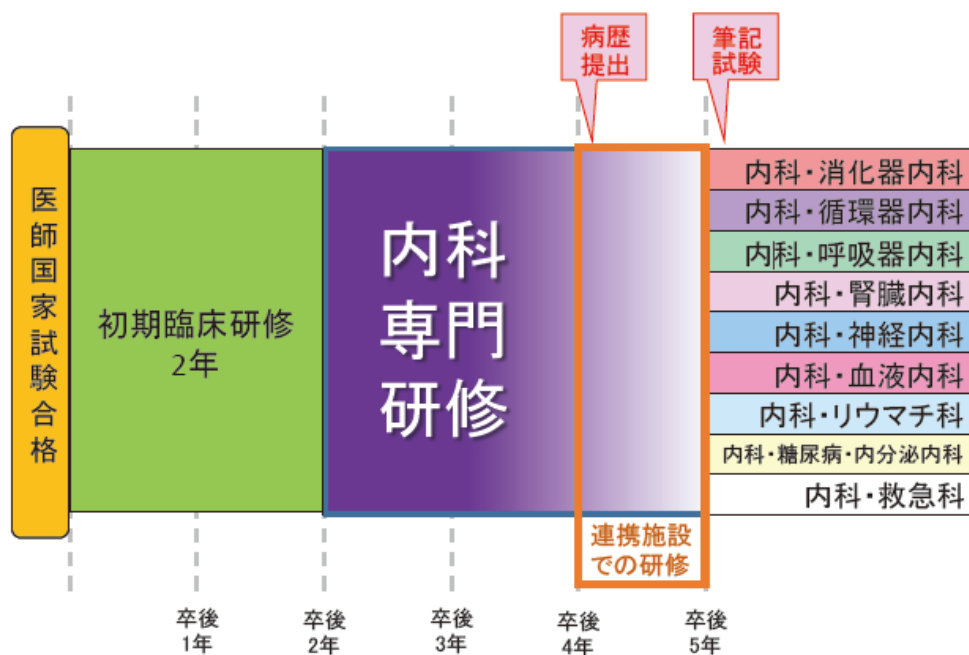 病歴
提出
筆記
試験
医師国家試験合格
初期臨床研修
2年
内科
専門
研修
内科・消化器内科
内科・循環器内科
内科・呼吸器内科
内科・腎臓内科
内科・神経内科
内科・血液内科
内科・リウマチ科
内科・糖尿病・内分泌内科
内科・救急科
連携施設
での研修
卒後
1年
卒後
2年
卒後
3年
卒後
4年
卒後
5年